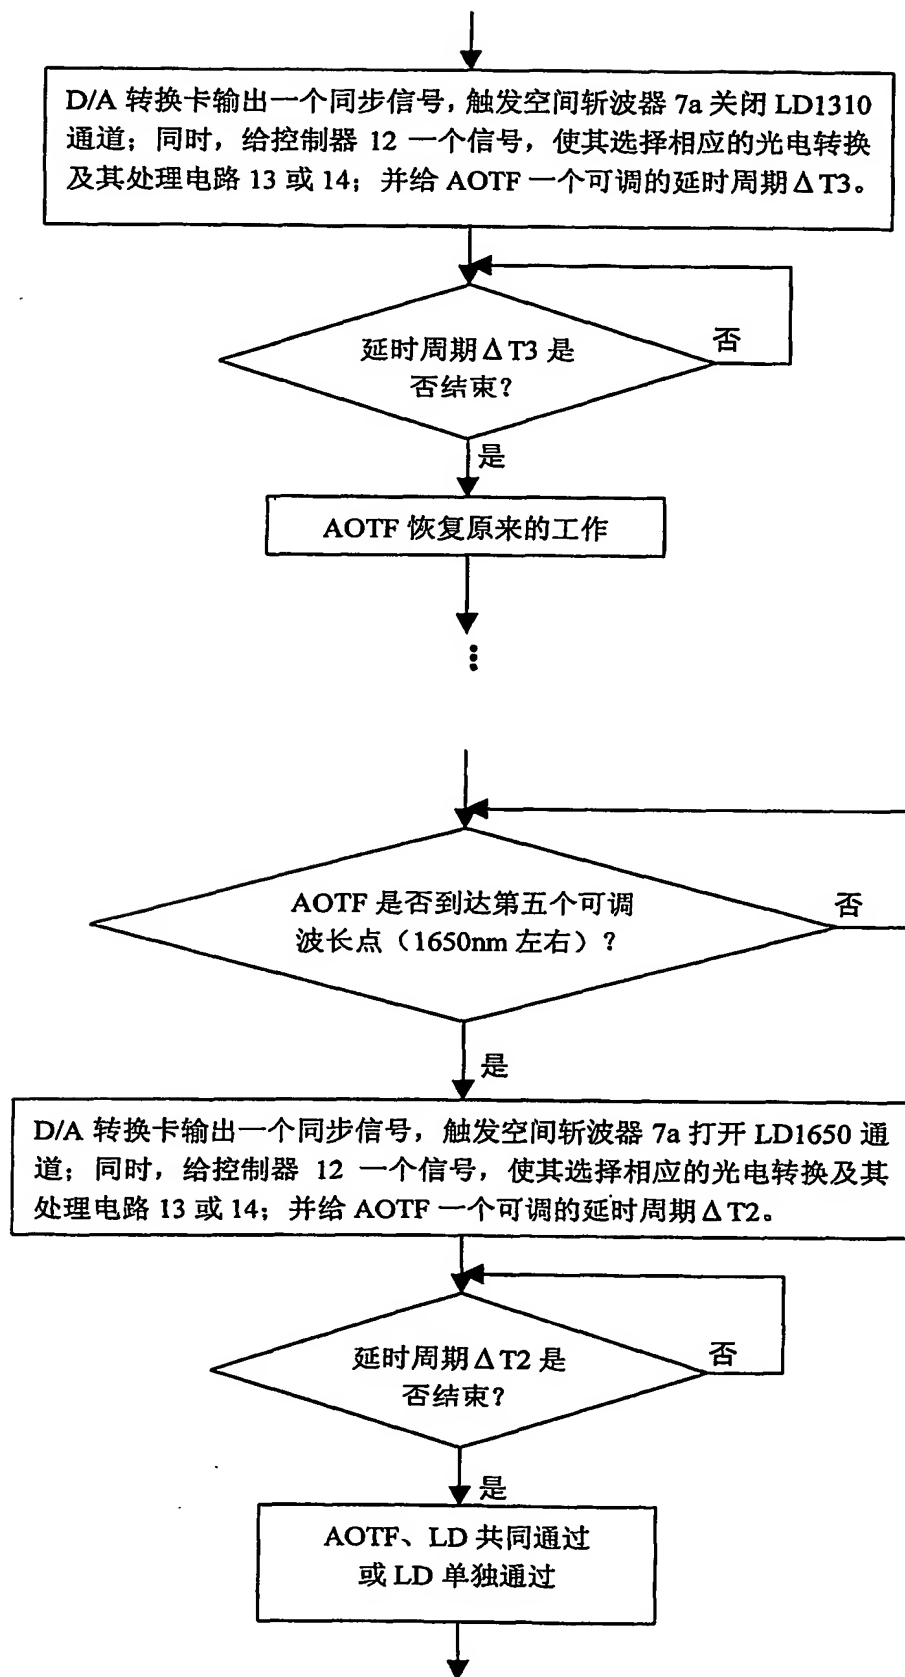 D/A 转换卡输出一个同步信号，触发空间斩波器 7a 关闭 LD1310
通道；同时，给控制器 12 一个信号，使其选择相应的光电转换
及其处理电路 13 或 14；并给 AOTF 一个可调的延时周期ΔT3。
延时周期ΔT3 是
否结束？
否
是
AOTF 恢复原来的工作
AOTF 是否到达第五个可调
波长点（1650nm 左右）？
否
是
D/A 转换卡输出一个同步信号，触发空间斩波器 7a 打开 LD1650 通
道；同时，给控制器 12 一个信号，使其选择相应的光电转换及其
处理电路 13 或 14；并给 AOTF 一个可调的延时周期ΔT2。
延时周期ΔT2 是
否结束？
否
是
AOTF、LD 共同通过
或 LD 单独通过